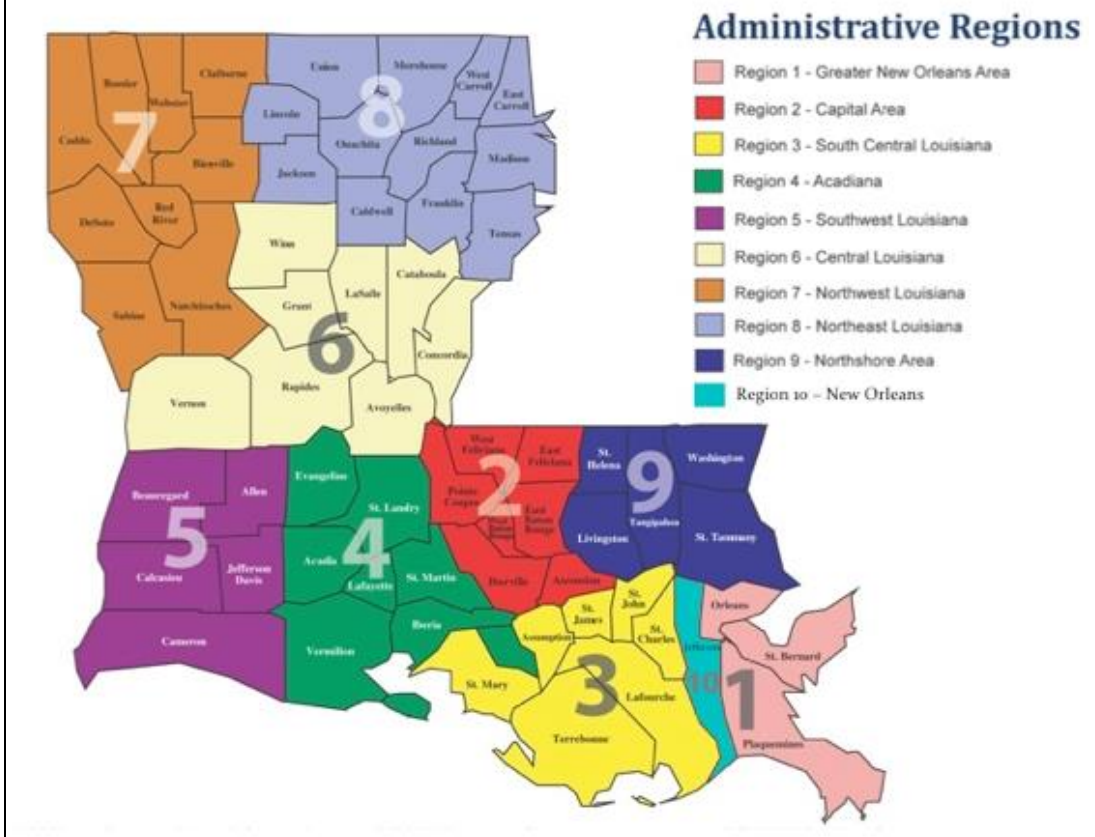 Administrative Regions
Region 1 - Greater New Orleans Area
Region 2 - Capital Area
Region 3 - South Central Louisiana
Region 4 - Acadiana
Region 5 - Southwest Louisiana
Region 6 - Central Louisiana
Region 7 - Northwest Louisiana
Region 8 - Northeast Louisiana
Region 9 - Northshore Area
Region 10 – New Orleans
7
Caddo
Bossier
Webster
Claiborne
Bienville
DeSoto
Red
River
Sabine
Natchitoches
8
Union
Morehouse
West
Carroll
East
Carroll
Lincoln
Ouachita
Richland
Madison
Jackson
Caldwell
Franklin
Tensas
6
Winn
Grant
LaSalle
Catahoula
Concordia
Rapides
Vernon
Avoyelles
5
Beauregard
Allen
Calcasieu
Jefferson
Davis
Cameron
4
Evangeline
St. Landry
Acadia
Lafayette
St. Martin
Iberia
Vermilion
2
West
Feliciana
East
Feliciana
Pointe
Coupee
East
Baton
Rouge
Iberville
Ascension
9
St.
Helena
Washington
Tangipahoa
Livingston
St. Tammany
3
St.
James
St.
John
St.
Charles
Assumption
St. Mary
Lafourche
Terrebonne
Jefferson
10
1
Orleans
St. Bernard
Plaquemines